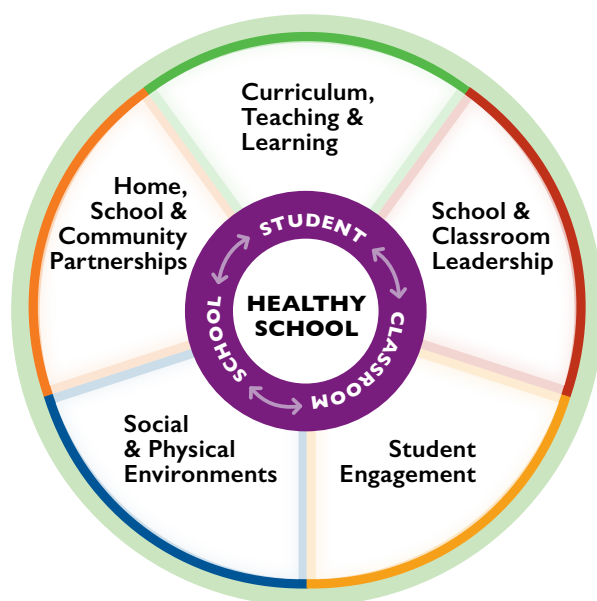 Curriculum,
Teaching &
Learning
Home,
School &
Community
Partnerships
School &
Classroom
Leadership
STUDENT
CLASSROOM
SCHOOL
HEALTHY
SCHOOL
Social
& Physical
Environments
Student
Engagement